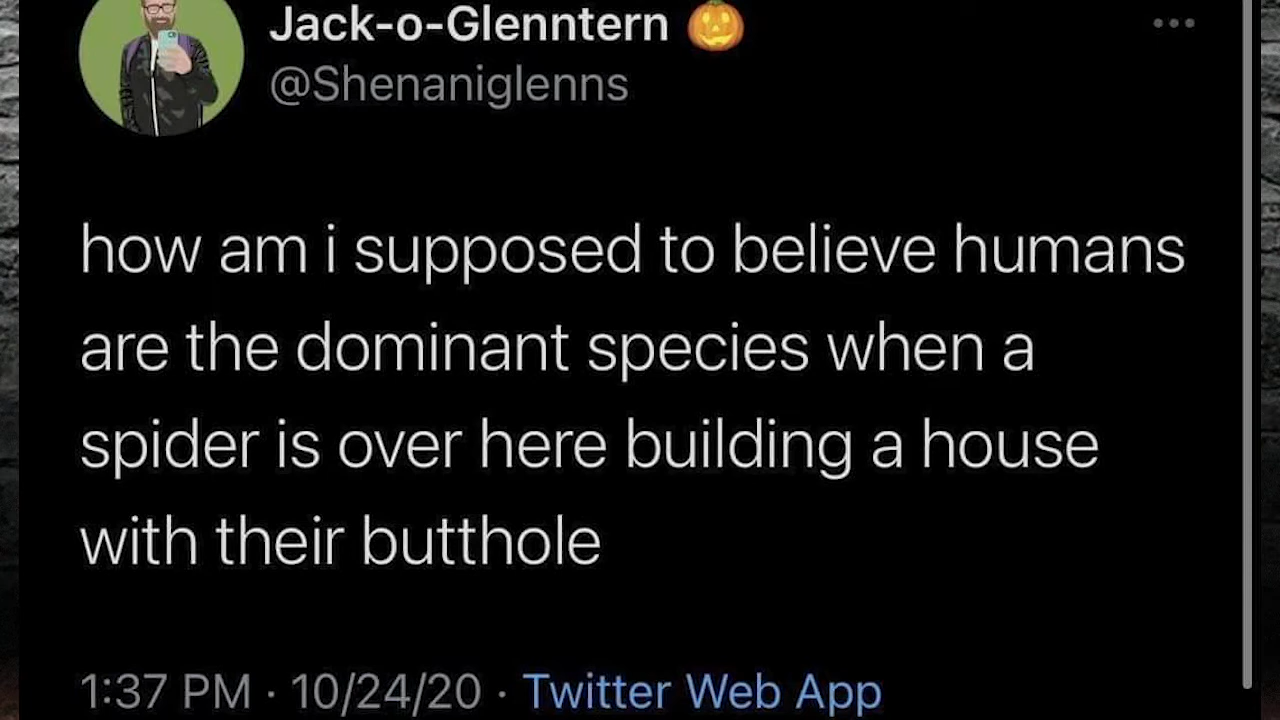 Jack-o-Glenntern 🎃
@Shenaniglenns
how am i supposed to believe humans
are the dominant species when a
spider is over here building a house
with their butthole
1:37 PM · 10/24/20 · Twitter Web App